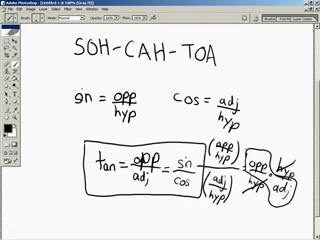 SOH-CAH-TOA
sin = opp/hyp cos = adj/hyp
tan = opp/adj = sin/cos (opp/hyp)/(adj/hyp) = opp/hyp · hyp/adj